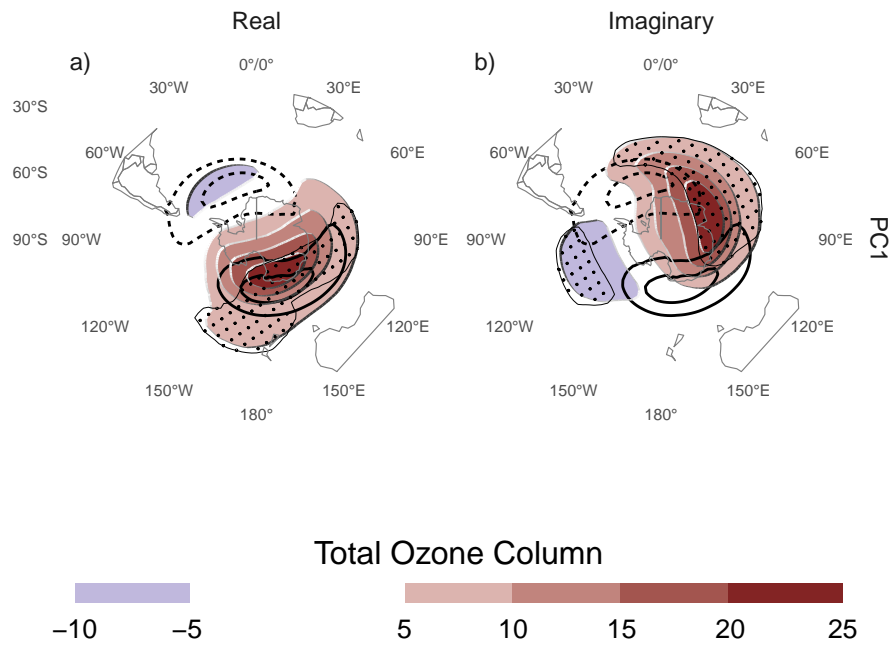 Real
Imaginary
a)
b)
0°/0°
0°/0°
30°W
30°E
30°W
30°E
30°S
60°W
60°E
60°W
60°E
60°S
90°S
90°W
90°E
90°W
90°E
PC1
120°W
120°E
120°W
120°E
150°W
150°E
150°W
150°E
180°
180°
Total Ozone Column
−10
−5
5
10
15
20
25